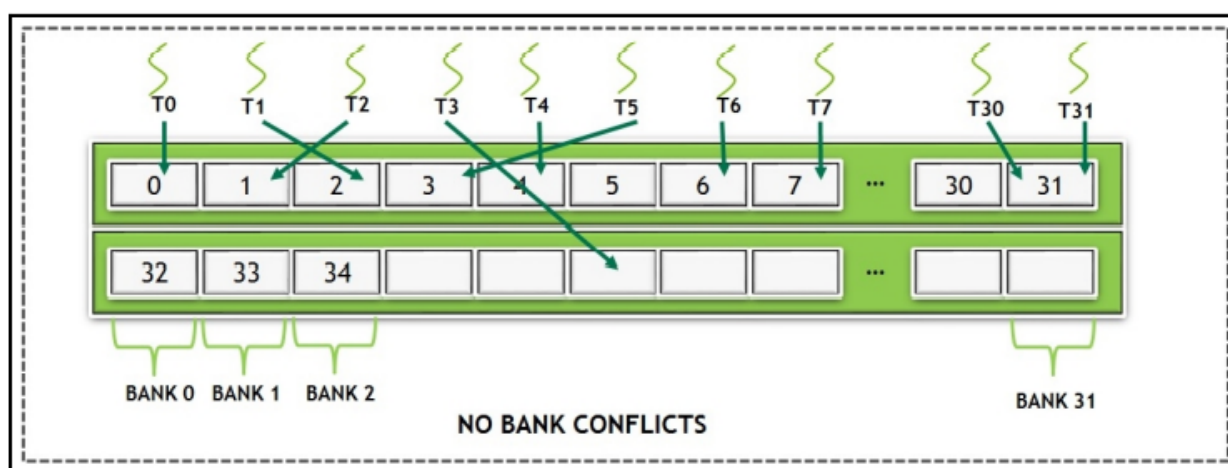 T0 T1 T2 T3 T4 T5 T6 T7 T30 T31
0 1 2 3 4 5 6 7 ... 30 31
32 33 34 ...
BANK 0 BANK 1 BANK 2 BANK 31
NO BANK CONFLICTS